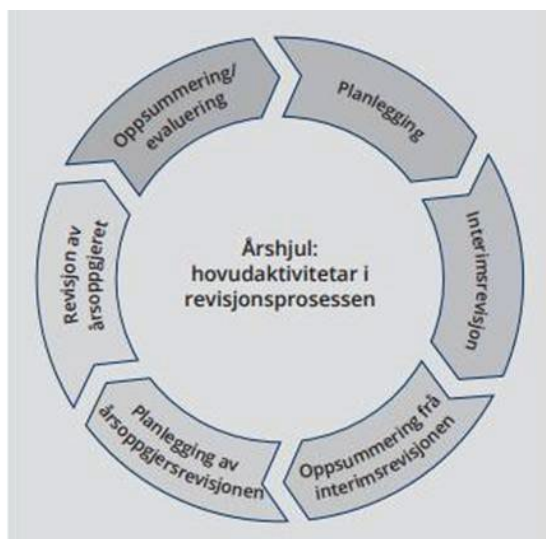 Årshjul:
hovudaktivitetar i
revisjonsprosessen
Planlegging
Interimsrevisjon
Oppsummering frå
interimsrevisjonen
Planlegging av
årsoppgjersrevisjonen
Revisjon av
årsoppgjeret
Oppsummering/
evaluering